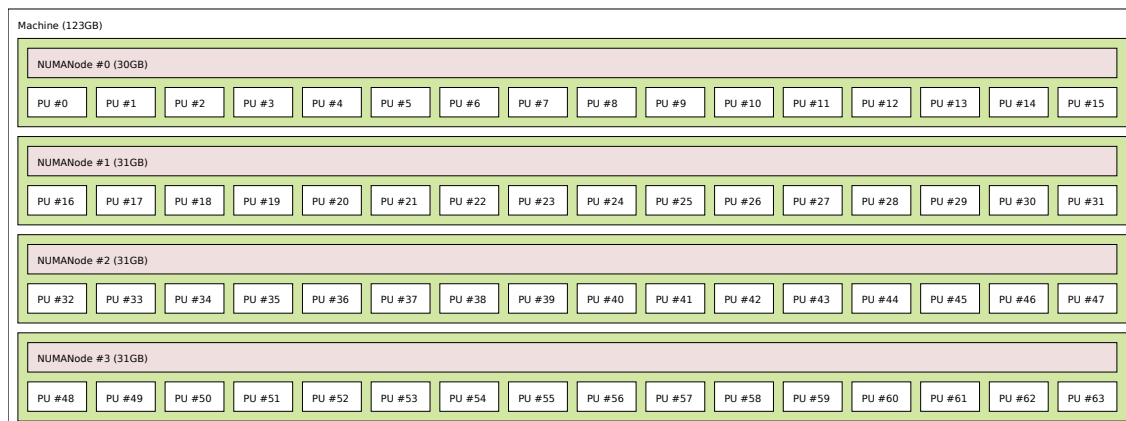 Machine (123GB)
NUMANode #0 (30GB)
PU #0 PU #1 PU #2 PU #3 PU #4 PU #5 PU #6 PU #7 PU #8 PU #9 PU #10 PU #11 PU #12 PU #13 PU #14 PU #15
NUMANode #1 (31GB)
PU #16 PU #17 PU #18 PU #19 PU #20 PU #21 PU #22 PU #23 PU #24 PU #25 PU #26 PU #27 PU #28 PU #29 PU #30 PU #31
NUMANode #2 (31GB)
PU #32 PU #33 PU #34 PU #35 PU #36 PU #37 PU #38 PU #39 PU #40 PU #41 PU #42 PU #43 PU #44 PU #45 PU #46 PU #47
NUMANode #3 (31GB)
PU #48 PU #49 PU #50 PU #51 PU #52 PU #53 PU #54 PU #55 PU #56 PU #57 PU #58 PU #59 PU #60 PU #61 PU #62 PU #63